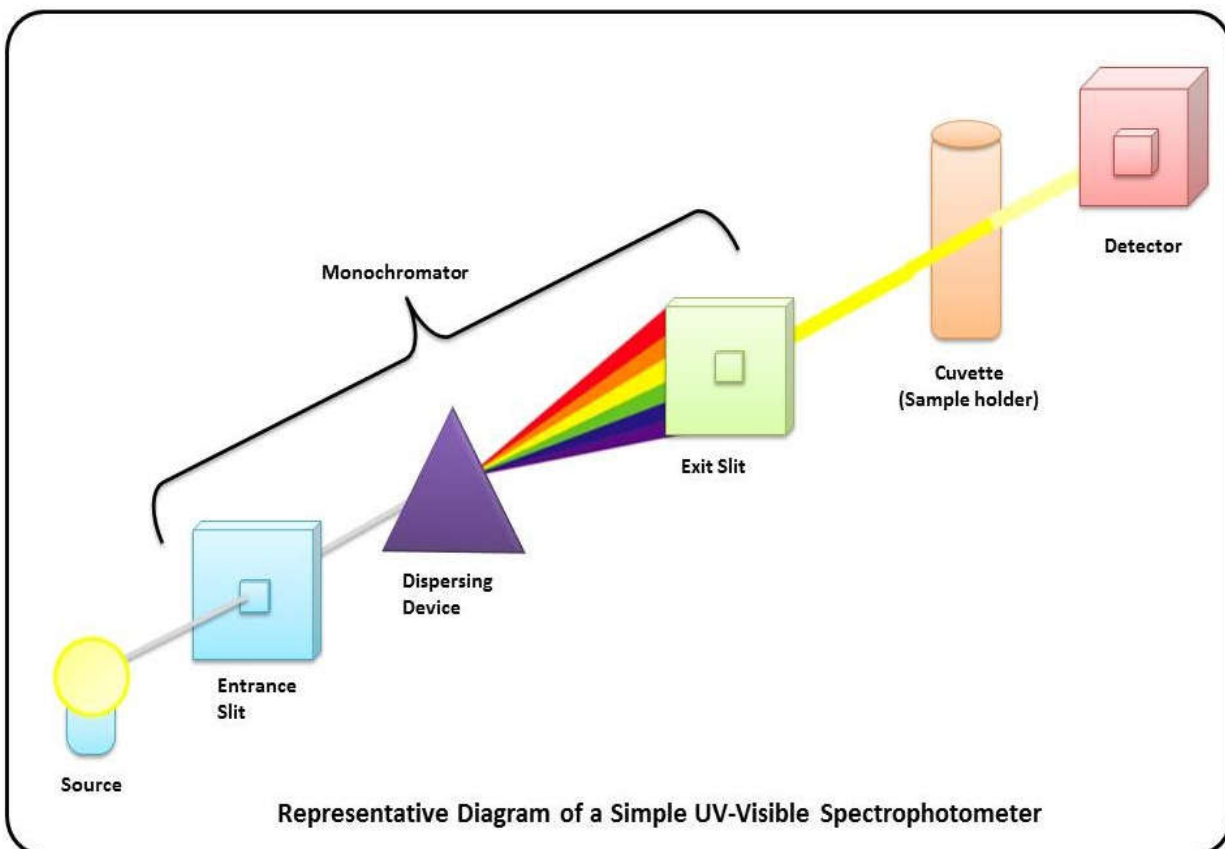 Monochromator
Detector
Cuvette
(Sample holder)
Exit Slit
Dispersing
Device
Entrance
Slit
Source
Representative Diagram of a Simple UV-Visible Spectrophotometer